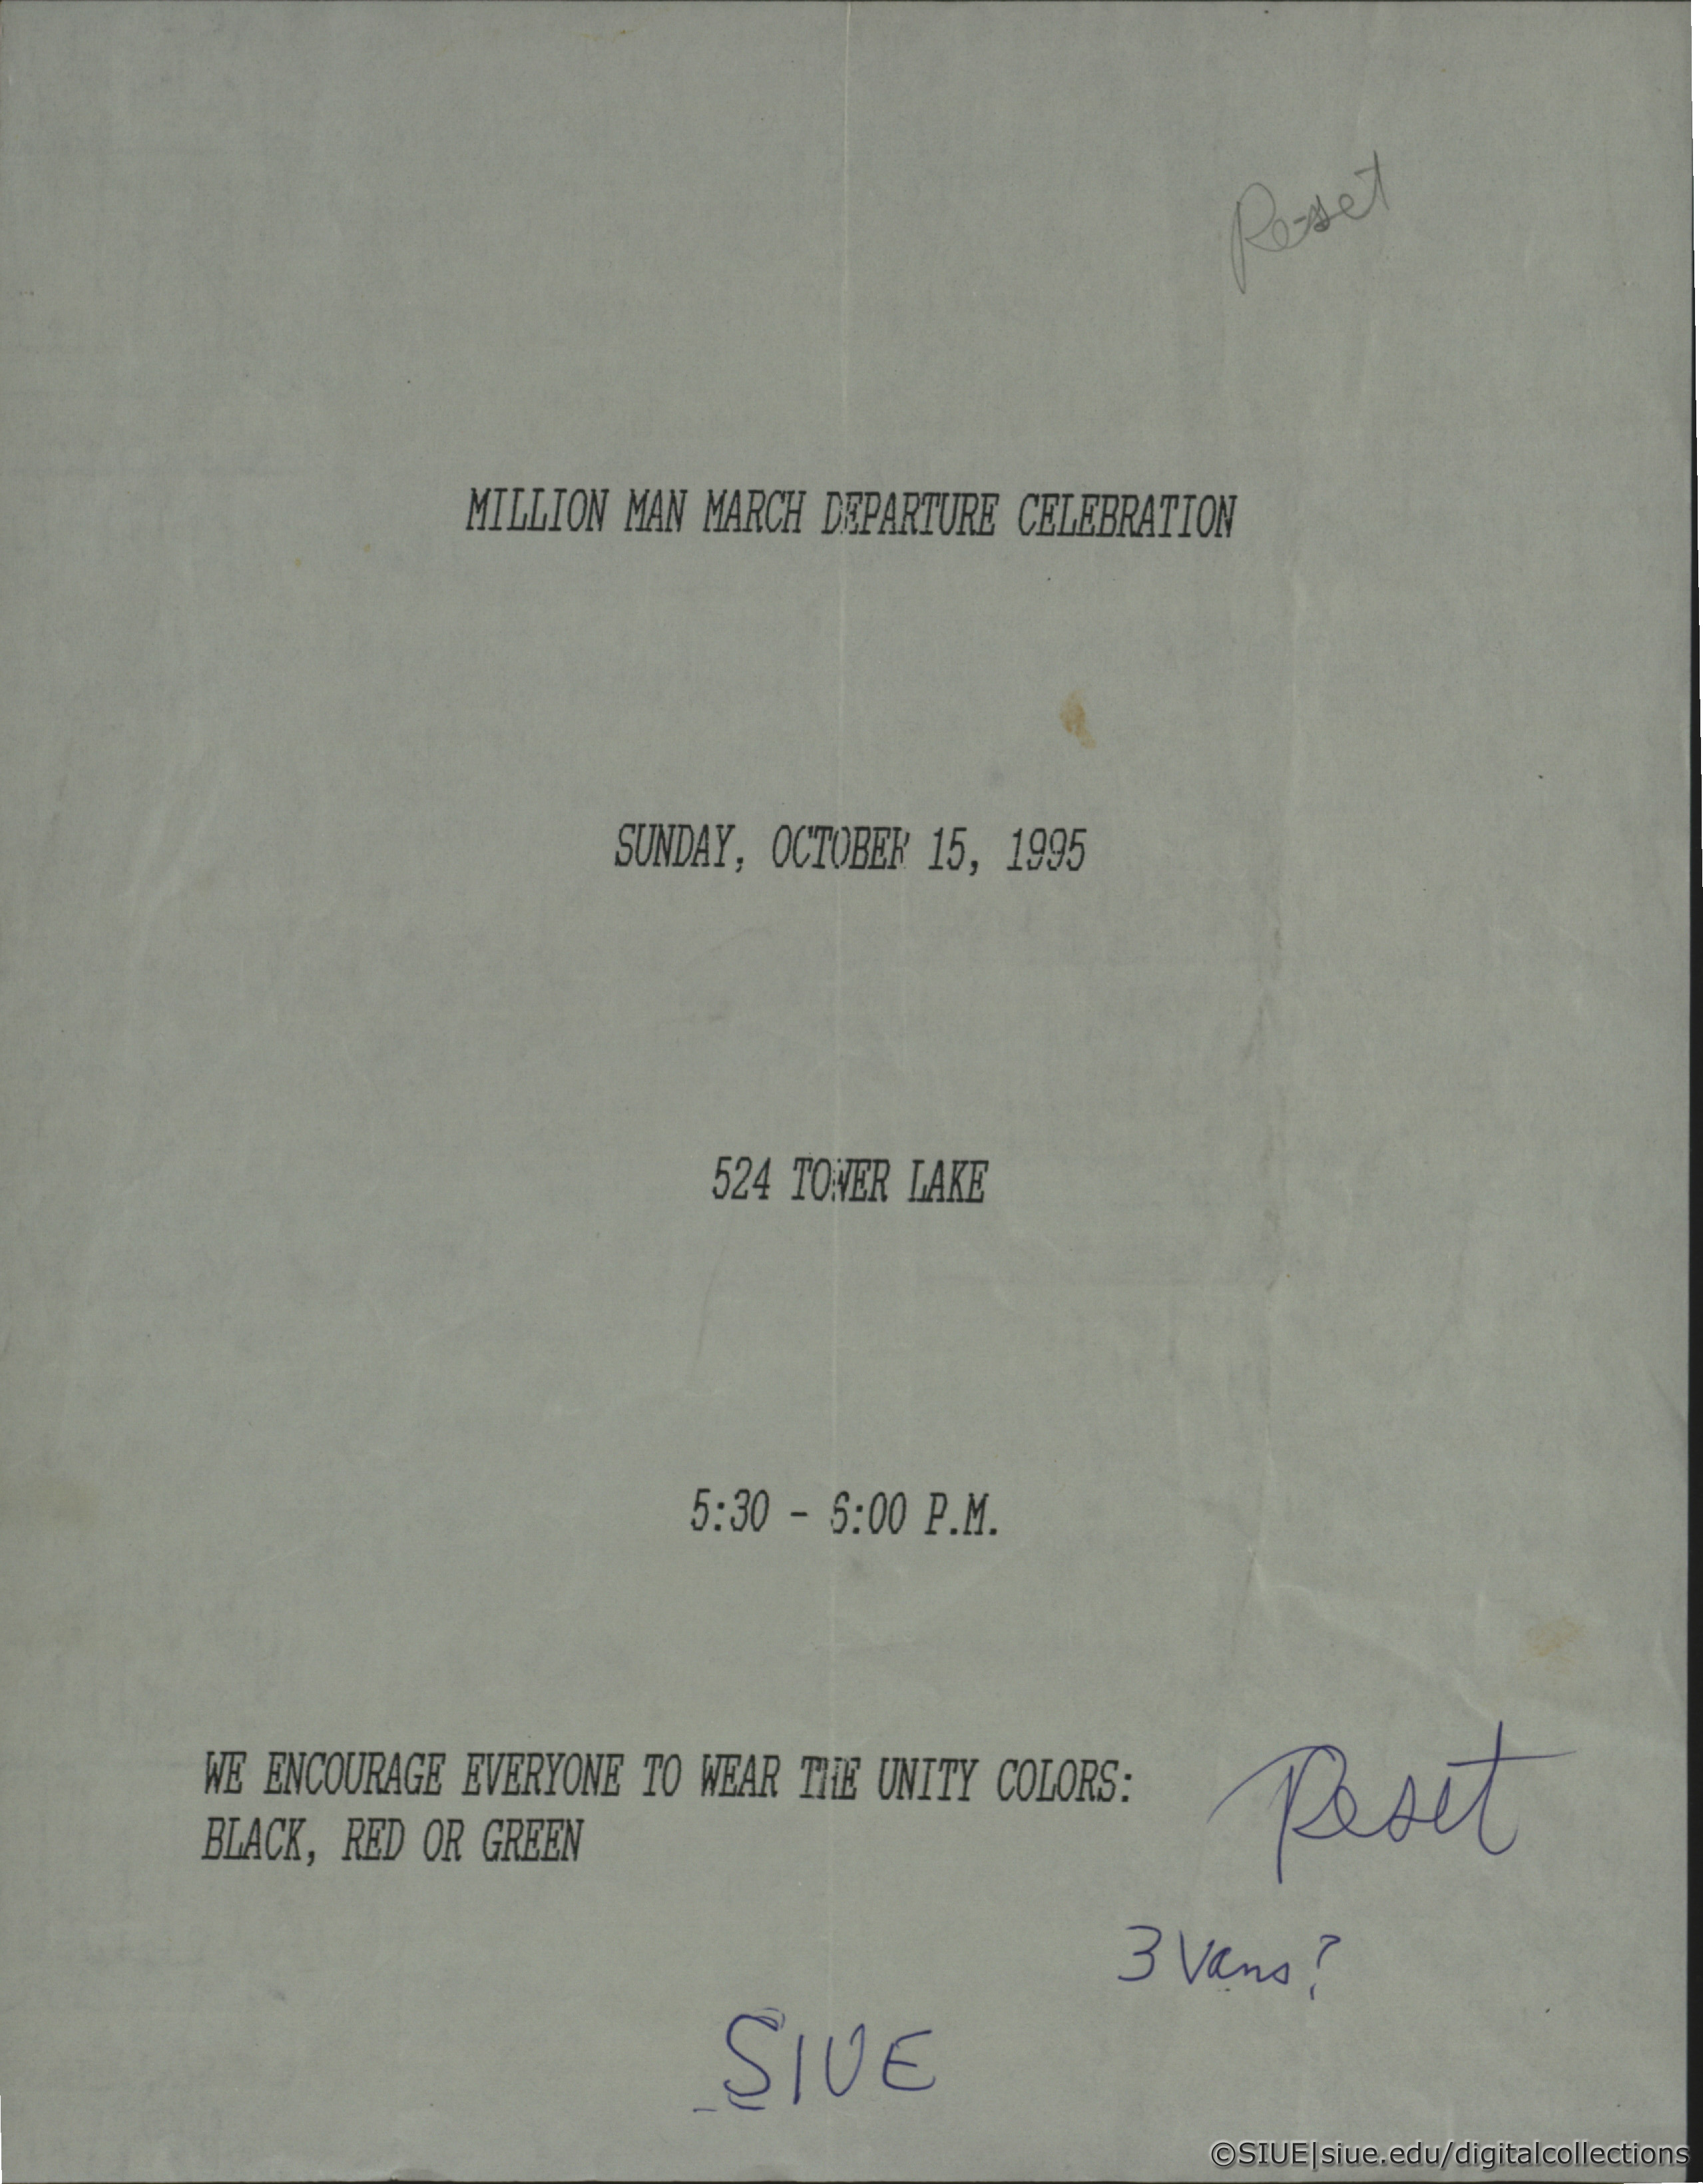 Re-set
MILLION MAN MARCH DEPARTURE CELEBRATION
SUNDAY, OCTOBER 15, 1995
524 TOWER LAKE
5:30 - 6:00 P.M.
WE ENCOURAGE EVERYONE TO WEAR THE UNITY COLORS:
BLACK, RED OR GREEN
Reset
3 Vans?
SIUE
©SIUE|siue.edu/digitalcollections